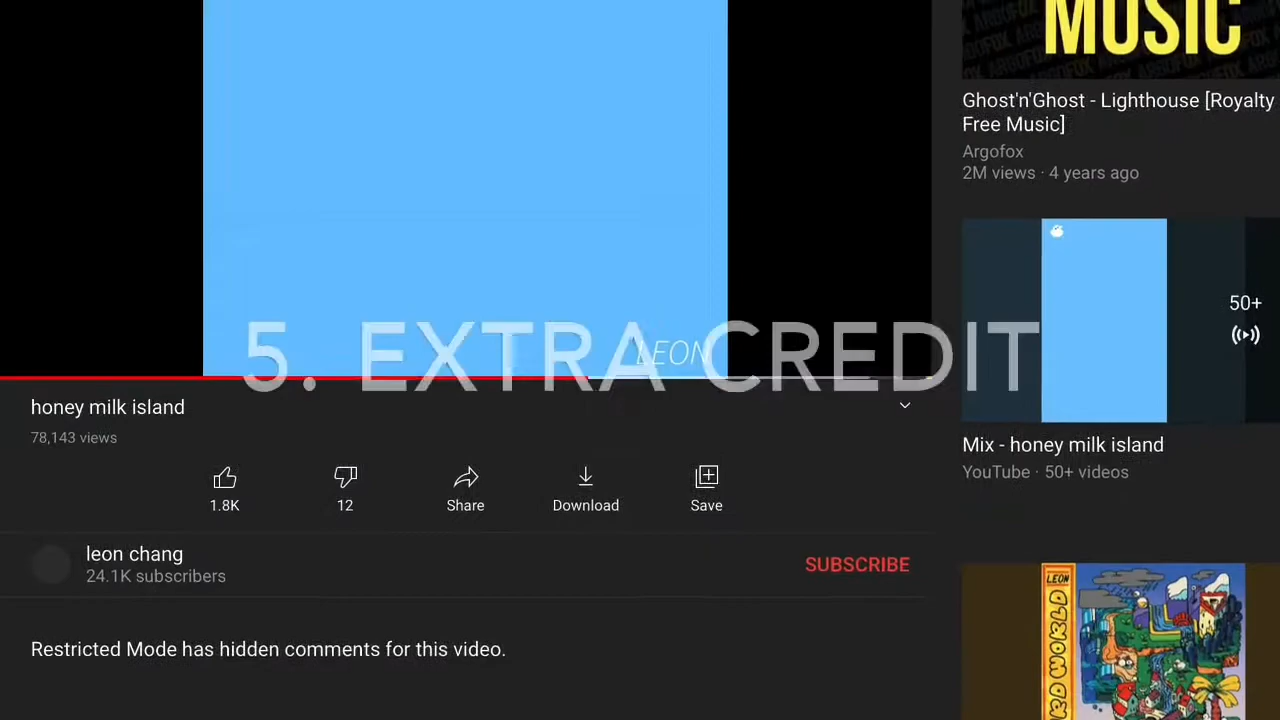 MUSIC
Ghost'n'Ghost - Lighthouse [Royalty
Free Music]
Argofox
2M views · 4 years ago
50+
5. EXTRA CREDIT
LEON
honey milk island
78,143 views
Mix - honey milk island
YouTube · 50+ videos
1.8K
12
Share
Download
Save
leon chang
24.1K subscribers
SUBSCRIBE
LEON
Restricted Mode has hidden comments for this video.